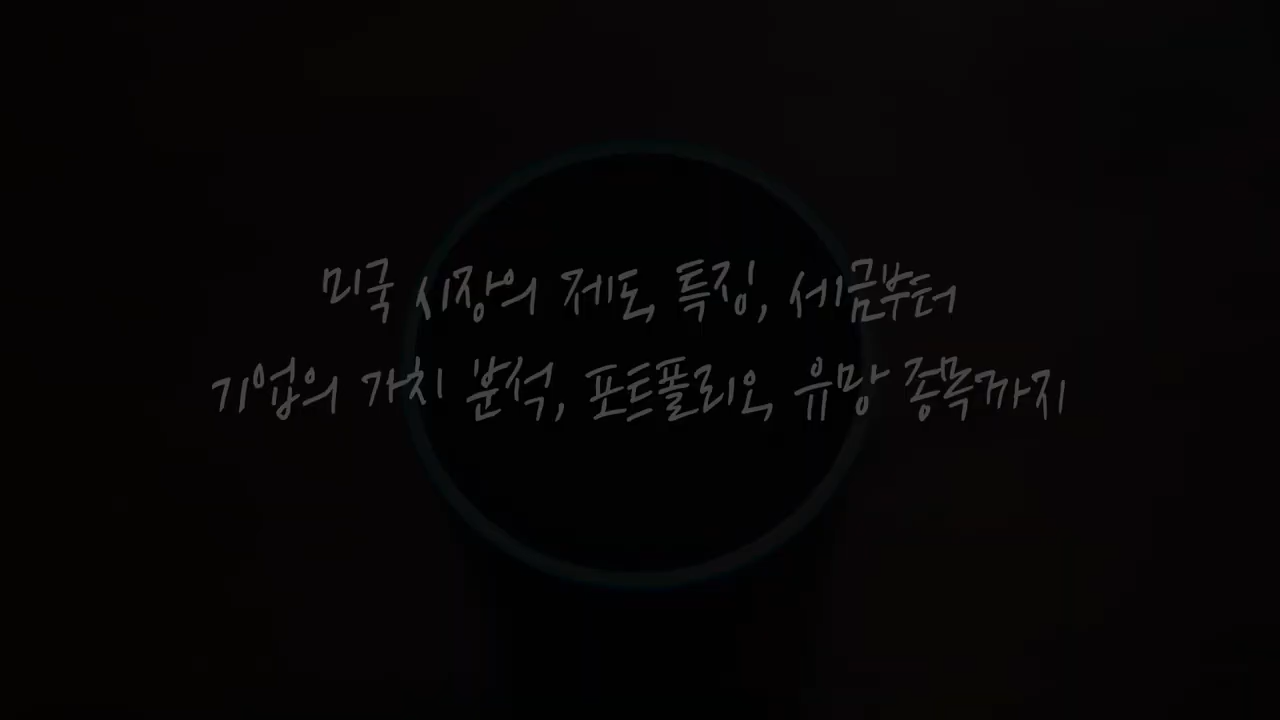 미국 시장의 제도, 특징, 세금부터
기업의 가치 분석, 포트폴리오, 유망 종목까지